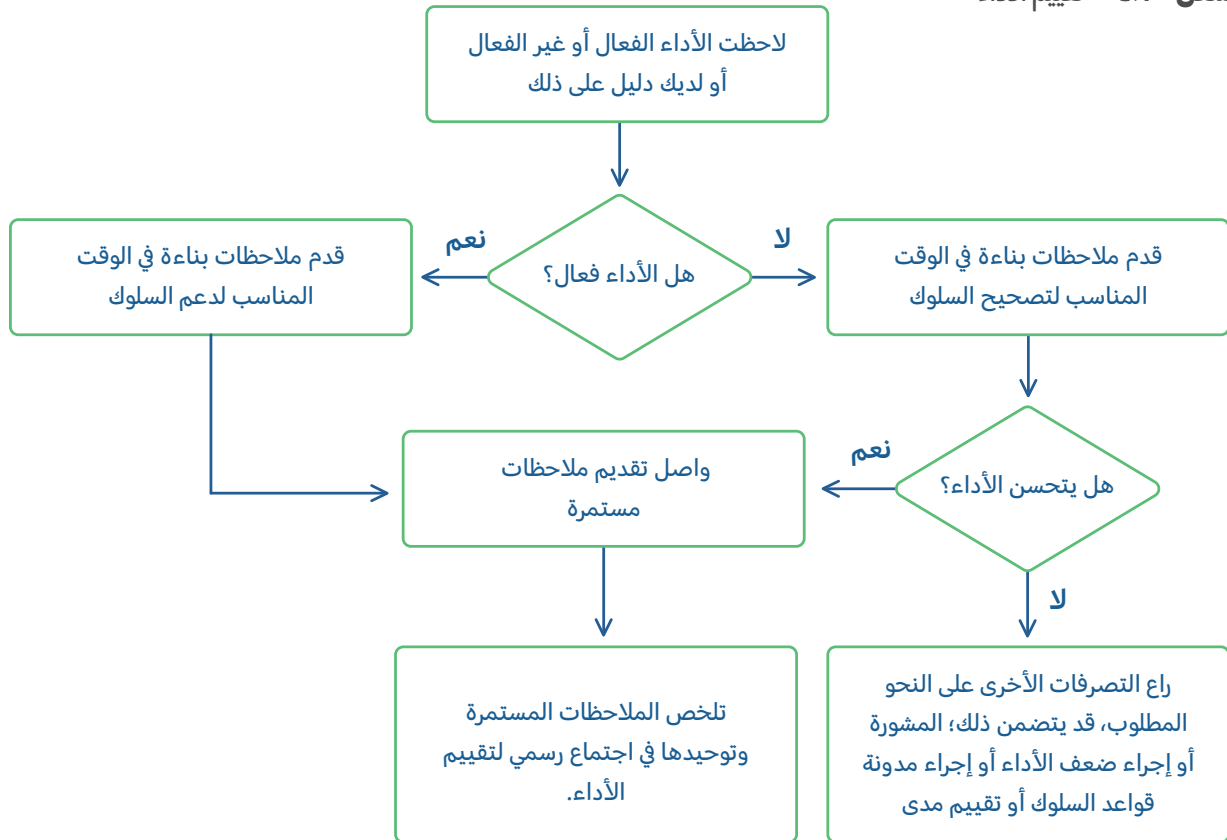 لاحظت الأداء الفعال أو غير الفعال
أو لديك دليل على ذلك
هل الأداء فعال؟
لا
نعم
قدم ملاحظات بناءة في الوقت
المناسب لتصحيح السلوك
قدم ملاحظات بناءة في الوقت
المناسب لدعم السلوك
هل يتحسن الأداء؟
نعم
لا
واصل تقديم ملاحظات
مستمرة
راع التصرفات الأخرى على النحو
المطلوب، قد يتضمن ذلك؛ المشورة
أو إجراء ضعف الأداء أو إجراء مدونة
قواعد السلوك أو تقييم مدى
تلخص الملاحظات المستمرة
وتوحيدها في اجتماع رسمي لتقييم
الأداء.